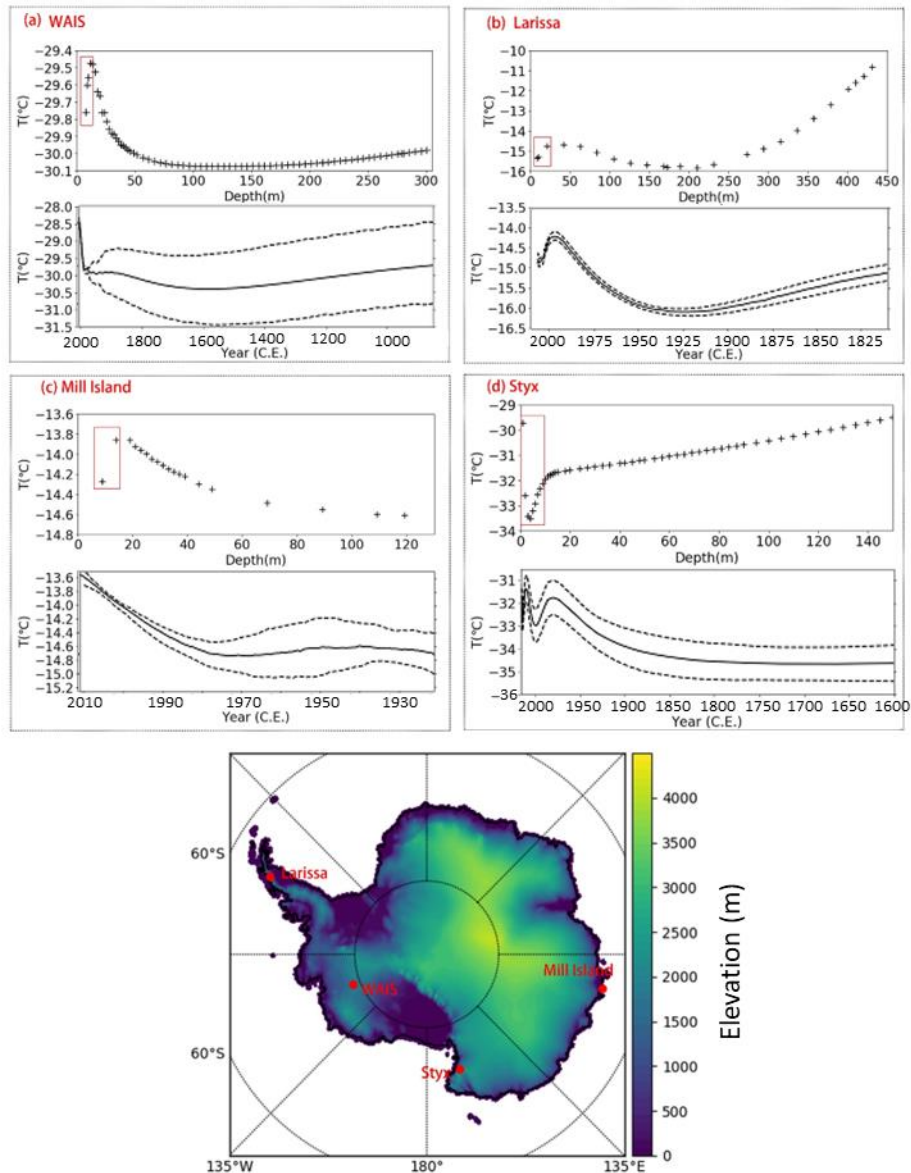 (a) WAIS
−29.4
−29.5
−29.6
−29.7
−29.8
−29.9
−30.0
−30.1
T(°C)
0 50 100 150 200 250 300
Depth(m)
−28.0
−28.5
−29.0
−29.5
−30.0
−30.5
−31.0
−31.5
T(°C)
2000 1800 1600 1400 1200 1000
Year (C.E.)
(b) Larissa
−10
−11
−12
−13
−14
−15
−16
T(°C)
0 50 100 150 200 250 300 350 400 450
Depth(m)
−13.5
−14.0
−14.5
−15.0
−15.5
−16.0
−16.5
T(°C)
2000 1975 1950 1925 1900 1875 1850 1825
Year (C.E.)
(c) Mill Island
−13.6
−13.8
−14.0
−14.2
−14.4
−14.6
−14.8
T(°C)
0 20 40 60 80 100 120
Depth(m)
−13.6
−13.8
−14.0
−14.2
−14.4
−14.6
−14.8
−15.0
−15.2
T(°C)
2010 1990 1970 1950 1930
Year (C.E.)
(d) Styx
−29
−30
−31
−32
−33
−34
T(°C)
0 20 40 60 80 100 120 140
Depth(m)
−31
−32
−33
−34
−35
−36
T(°C)
2000 1950 1900 1850 1800 1750 1700 1650 1600
Year (C.E.)
60°S
60°S
135°W 180° 135°E
Larissa
WAIS
Mill Island
Styx
4000
3500
3000
2500
2000
1500
1000
500
0
Elevation (m)